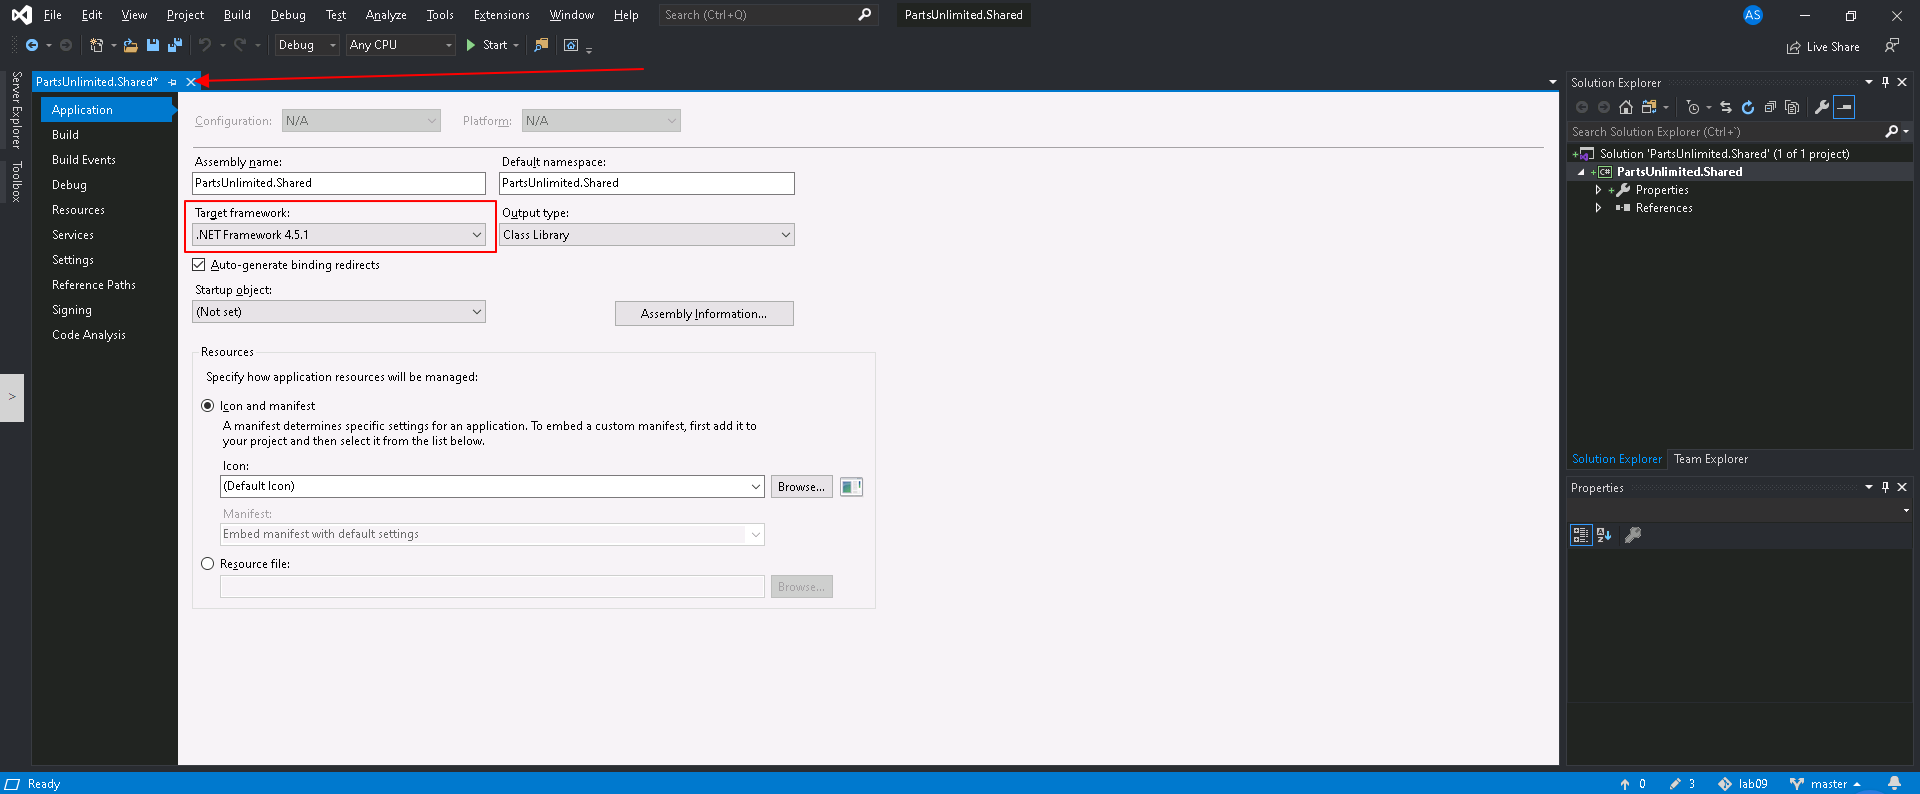 File Edit View Project Build Debug Test Analyze Tools Extensions Window Help Search (Ctrl+Q) PartsUnlimited.Shared AS
Debug Any CPU Start Live Share
Server Explorer
Toolbox
PartsUnlimited.Shared*
Application
Build
Build Events
Debug
Resources
Services
Settings
Reference Paths
Signing
Code Analysis
Configuration: N/A Platform: N/A
Assembly name: Default namespace:
PartsUnlimited.Shared PartsUnlimited.Shared
Target framework: Output type:
.NET Framework 4.5.1 Class Library
Auto-generate binding redirects
Startup object:
(Not set) Assembly Information...
Resources
Specify how application resources will be managed:
Icon and manifest
A manifest determines specific settings for an application. To embed a custom manifest, first add it to
your project and then select it from the list below.
Icon:
(Default Icon) Browse...
Manifest:
Embed manifest with default settings
Resource file:
Browse...
Solution Explorer
Search Solution Explorer (Ctrl+`)
Solution 'PartsUnlimited.Shared' (1 of 1 project)
C# PartsUnlimited.Shared
Properties
References
Solution Explorer Team Explorer
Properties
Ready 0 3 lab09 master